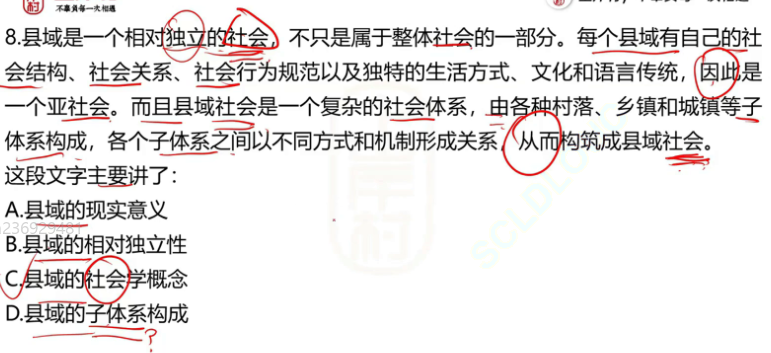 不辜负每一次相遇
8.县域是一个相对独立的社会，不只是属于整体社会的一部分。每个县域有自己的社
会结构、社会关系、社会行为规范以及独特的生活方式、文化和语言传统，因此是
一个亚社会。而且县域社会是一个复杂的社会体系，由各种村落、乡镇和城镇等子
体系构成，各个子体系之间以不同方式和机制形成关系，从而构筑成县域社会。
这段文字主要讲了：
A.县域的现实意义
236929481
B.县域的相对独立性
C.县域的社会学概念
D.县域的子体系构成
?